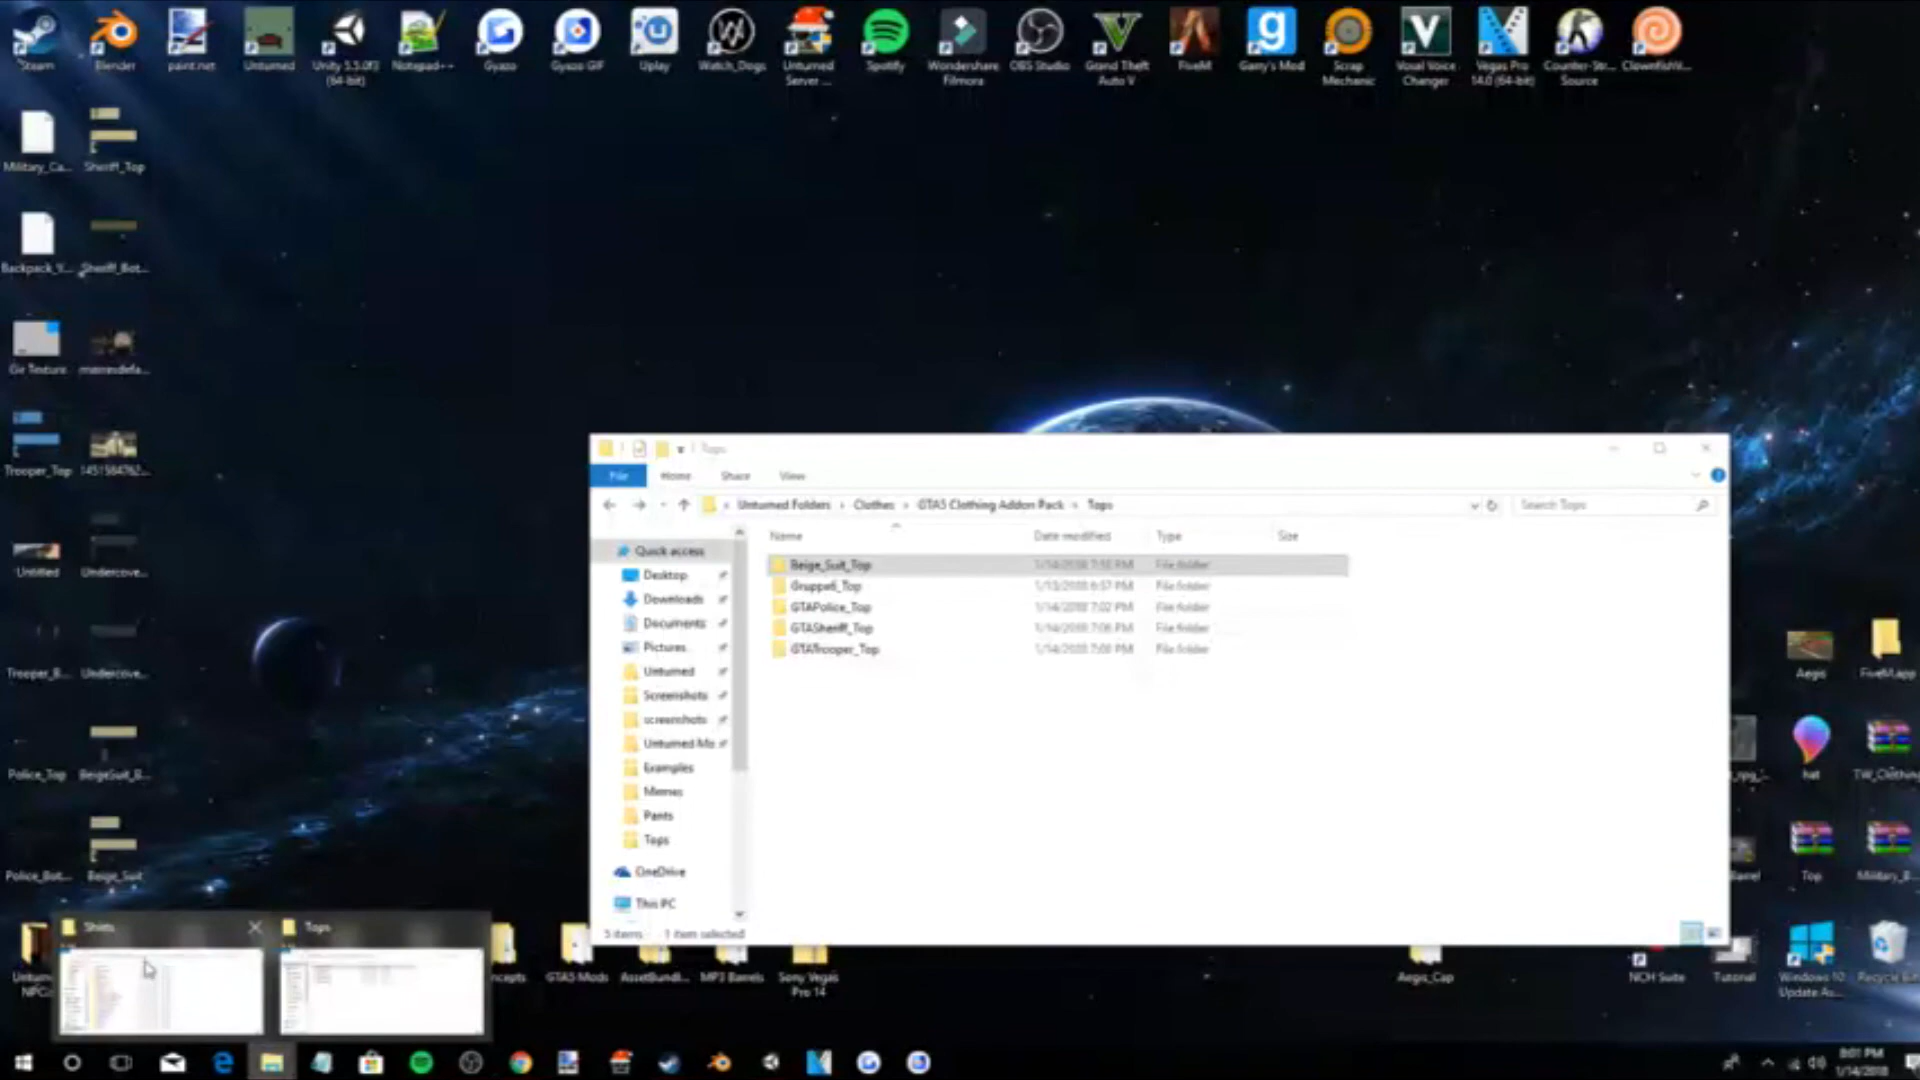 Steam
Blender
paint.net
Unturned
Unity 5.5.0f3 (64-bit)
Notepad++
Gyazo
Gyazo GIF
Uplay
Watch_Dogs
Unturned Server ...
Spotify
Wondershare Filmora
OBS Studio
Grand Theft Auto V
FiveM
Garry's Mod
Scrap Mechanic
Voxal Voice Changer
Vegas Pro 14.0 (64-bit)
Counter-Str... Source
ClownfishV...
Military_Ca...
Sheriff_Top
Backpack_V...
Sheriff_Bot...
Gir Texture
Trooper_Top
1451584762...
Untitled
Undercove...
Trooper_B...
Undercove...
Police_Top
BeigeSuit_B...
Police_Bot...
Beige_Suit
Tops
File
Home
Share
View
Unturned Folders › Clothes › GTA5 Clothing Addon Pack › Tops
Search Tops
Name
Date modified
Type
Size
Quick access
Desktop
Downloads
Documents
Pictures
Unturned
Screenshots
screenshots
Unturned Mo
Examples
Memes
Pants
Tops
OneDrive
This PC
Beige_Suit_Top
File folder
Gruppe6_Top
1/13/2018 6:57 PM
File folder
GTAPolice_Top
1/14/2018 7:02 PM
File folder
GTASheriff_Top
1/14/2018 7:06 PM
File folder
GTATrooper_Top
1/14/2018 7:08 PM
File folder
5 items
1 item selected
Aegis
FiveM.app
hat
TW_Clothing
Top
Military_B...
Shirts
Tops
GTA5 Mods
AssetBundl...
MP3 Barrels
Sony Vegas Pro 14
Aegis_Cap
NCH Suite
Tutorial
Windows 10 Update As...
Recycle Bin
8:01 PM
1/14/2018